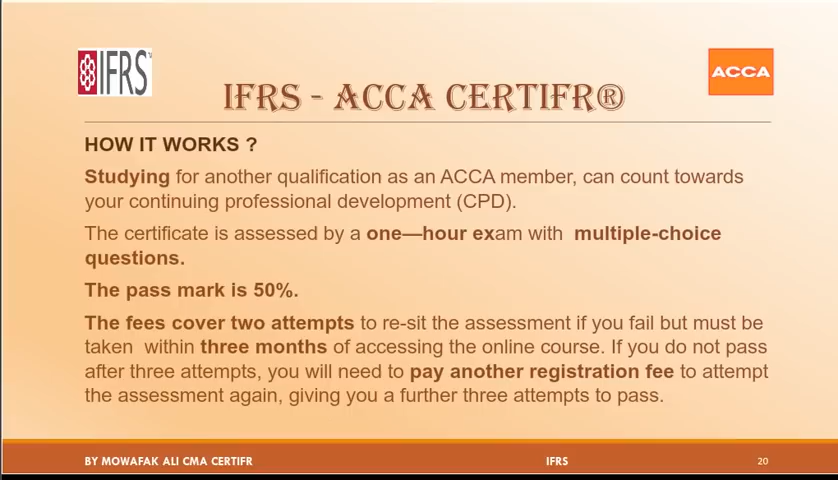 IFRS
ACCA
IFRS - ACCA CERTIFR®
HOW IT WORKS ?
Studying for another qualification as an ACCA member, can count towards
your continuing professional development (CPD).
The certificate is assessed by a one—hour exam with  multiple-choice
questions.
The pass mark is 50%.
The fees cover two attempts to re-sit the assessment if you fail but must be
taken  within three months of accessing the online course. If you do not pass
after three attempts, you will need to pay another registration fee to attempt
the assessment again, giving you a further three attempts to pass.
BY MOWAFAK ALI CMA CERTIFR IFRS 20